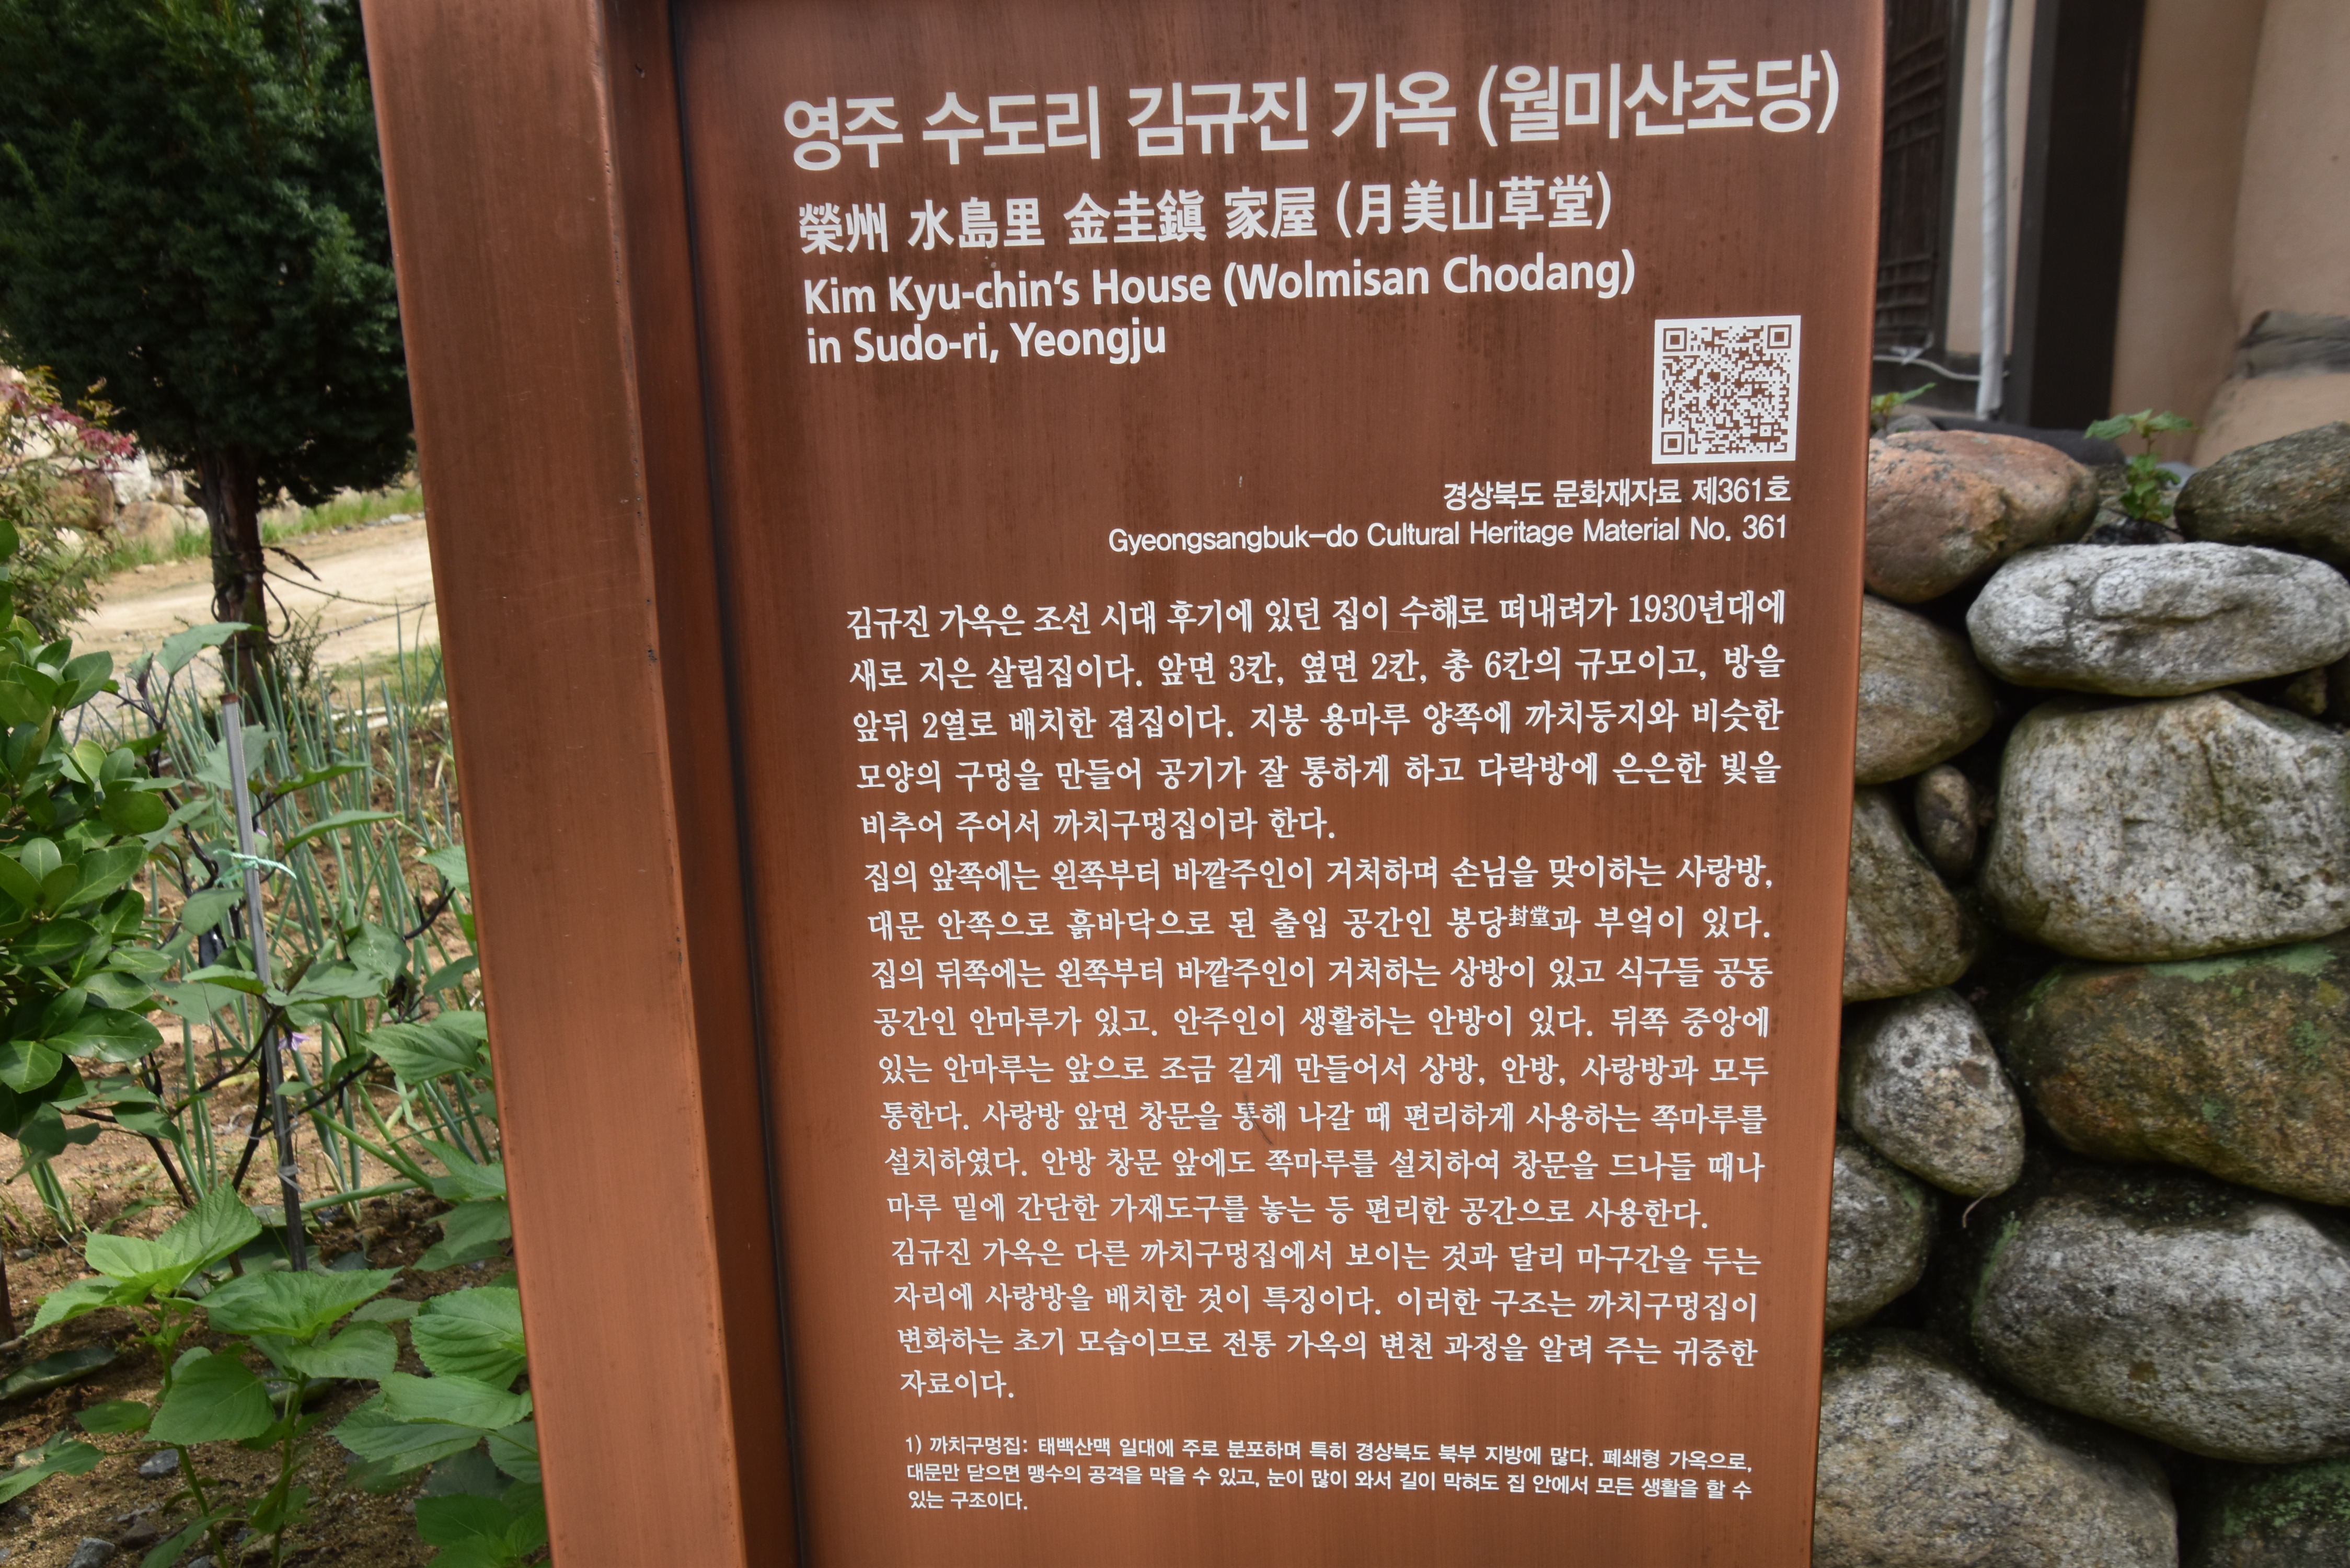 영주 수도리 김규진 가옥 (월미산초당)
榮州 水島里 金圭鎭 家屋 (月美山草堂)
Kim Kyu-chin's House (Wolmisan Chodang)
in Sudo-ri, Yeongju
경상북도 문화재자료 제361호
Gyeongsangbuk-do Cultural Heritage Material No. 361
김규진 가옥은 조선 시대 후기에 있던 집이 수해로 떠내려가 1930년대에
새로 지은 살림집이다. 앞면 3칸, 옆면 2칸, 총 6칸의 규모이고, 방을
앞뒤 2열로 배치한 겹집이다. 지붕 용마루 양쪽에 까치둥지와 비슷한
모양의 구멍을 만들어 공기가 잘 통하게 하고 다락방에 은은한 빛을
비추어 주어서 까치구멍집이라 한다.
집의 앞쪽에는 왼쪽부터 바깥주인이 거처하며 손님을 맞이하는 사랑방,
대문 안쪽으로 흙바닥으로 된 출입 공간인 봉당封堂과 부엌이 있다.
집의 뒤쪽에는 왼쪽부터 바깥주인이 거처하는 상방이 있고 식구들 공동
공간인 안마루가 있고. 안주인이 생활하는 안방이 있다. 뒤쪽 중앙에
있는 안마루는 앞으로 조금 길게 만들어서 상방, 안방, 사랑방과 모두
통한다. 사랑방 앞면 창문을 통해 나갈 때 편리하게 사용하는 쪽마루를
설치하였다. 안방 창문 앞에도 쪽마루를 설치하여 창문을 드나들 때나
마루 밑에 간단한 가재도구를 놓는 등 편리한 공간으로 사용한다.
김규진 가옥은 다른 까치구멍집에서 보이는 것과 달리 마구간을 두는
자리에 사랑방을 배치한 것이 특징이다. 이러한 구조는 까치구멍집이
변화하는 초기 모습이므로 전통 가옥의 변천 과정을 알려 주는 귀중한
자료이다.
1) 까치구멍집: 태백산맥 일대에 주로 분포하며 특히 경상북도 북부 지방에 많다. 폐쇄형 가옥으로,
대문만 닫으면 맹수의 공격을 막을 수 있고, 눈이 많이 와서 길이 막혀도 집 안에서 모든 생활을 할 수
있는 구조이다.